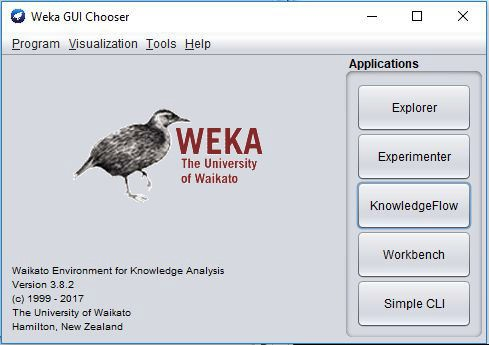 Weka GUI Chooser
Program Visualization Tools Help
Applications
Explorer
Experimenter
KnowledgeFlow
Workbench
Simple CLI
WEKA
The University
of Waikato
Waikato Environment for Knowledge Analysis
Version 3.8.2
(c) 1999 - 2017
The University of Waikato
Hamilton, New Zealand